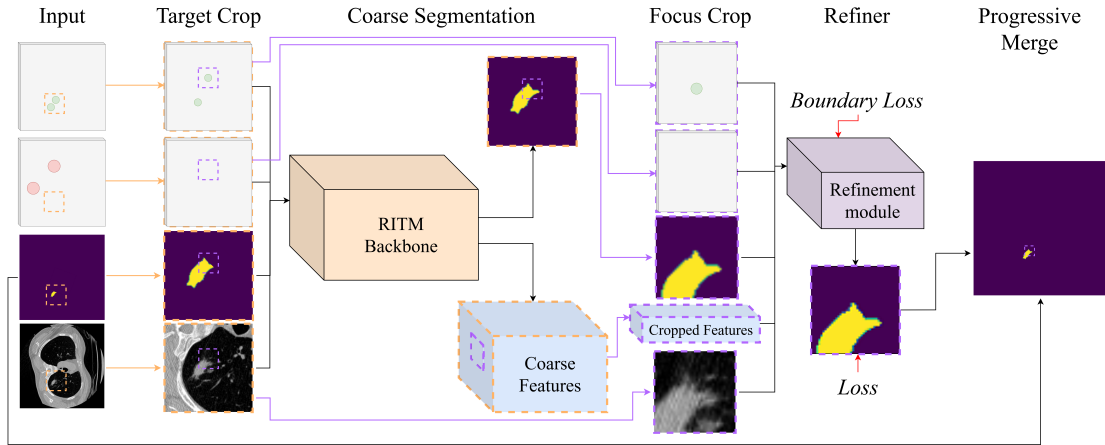 Input
Target Crop
Coarse Segmentation
Focus Crop
Refiner
Progressive
Merge
Boundary Loss
RITM
Backbone
Refinement
module
Cropped Features
Coarse
Features
Loss